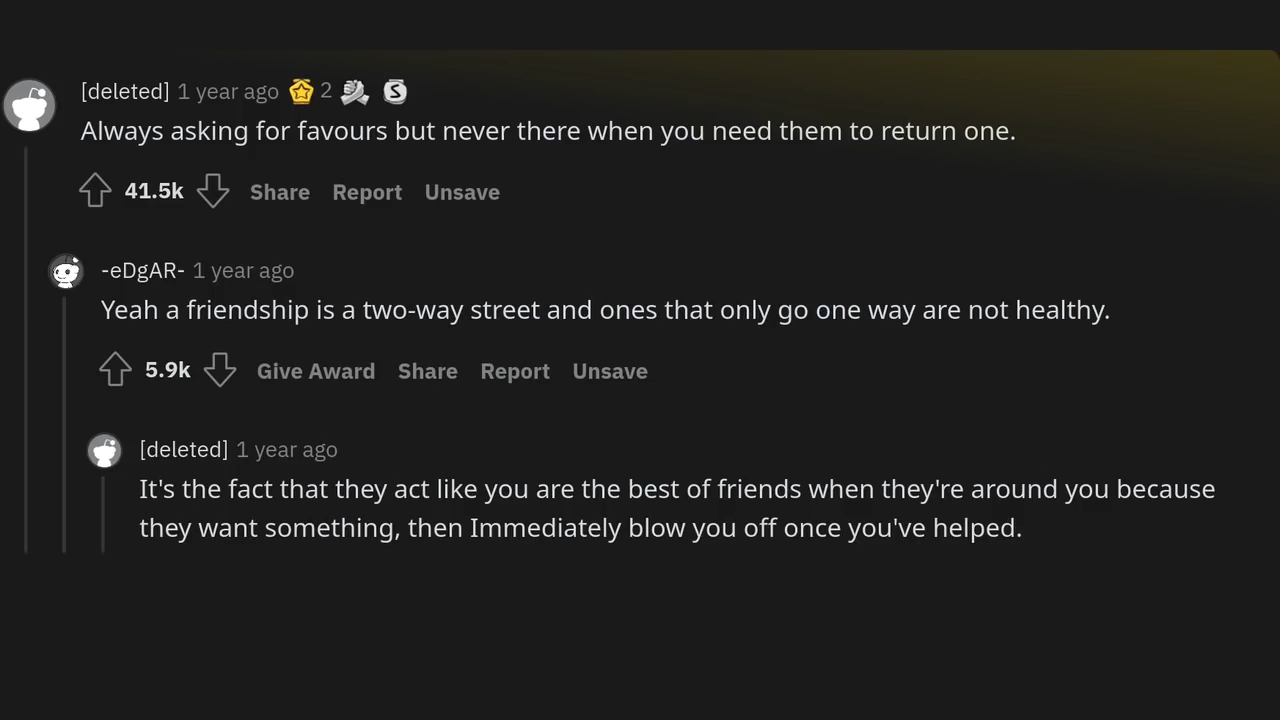 [deleted] 1 year ago 2 S
Always asking for favours but never there when you need them to return one.
41.5k Share Report Unsave
-eDgAR- 1 year ago
Yeah a friendship is a two-way street and ones that only go one way are not healthy.
5.9k Give Award Share Report Unsave
[deleted] 1 year ago
It's the fact that they act like you are the best of friends when they're around you because
they want something, then Immediately blow you off once you've helped.